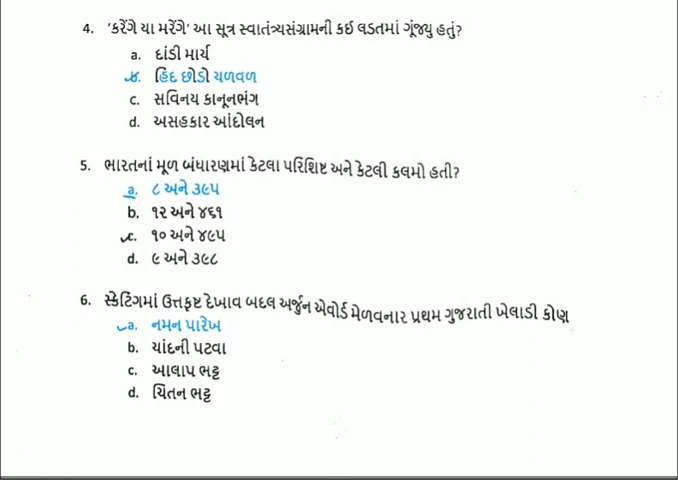 4. 'કરેંગે યા મરેંગે' આ સૂત્ર સ્વાતંત્ર્યસંગ્રામની કઈ લડતમાં ગૂંજ્યુ હતું?
a. દાંડી માર્ચ
b. હિંદ છોડો ચળવળ
c. સવિનય કાનૂનભંગ
d. અસહકાર આંદોલન
5. ભારતનાં મૂળ બંધારણમાં કેટલા પરિશિષ્ટ અને કેટલી કલમો હતી?
a. ૮ અને ૩૯૫
b. ૧૨ અને ૪૬૧
c. ૧૦ અને ૪૯૫
d. ૯ અને ૩૯૮
6. સ્કેટિંગમાં ઉત્તકૃષ્ટ દેખાવ બદલ અર્જુન એવોર્ડ મેળવનાર પ્રથમ ગુજરાતી ખેલાડી કોણ
a. નમન પારેખ
b. ચાંદની પટવા
c. આલાપ ભટ્ટ
d. ચિંતન ભટ્ટ